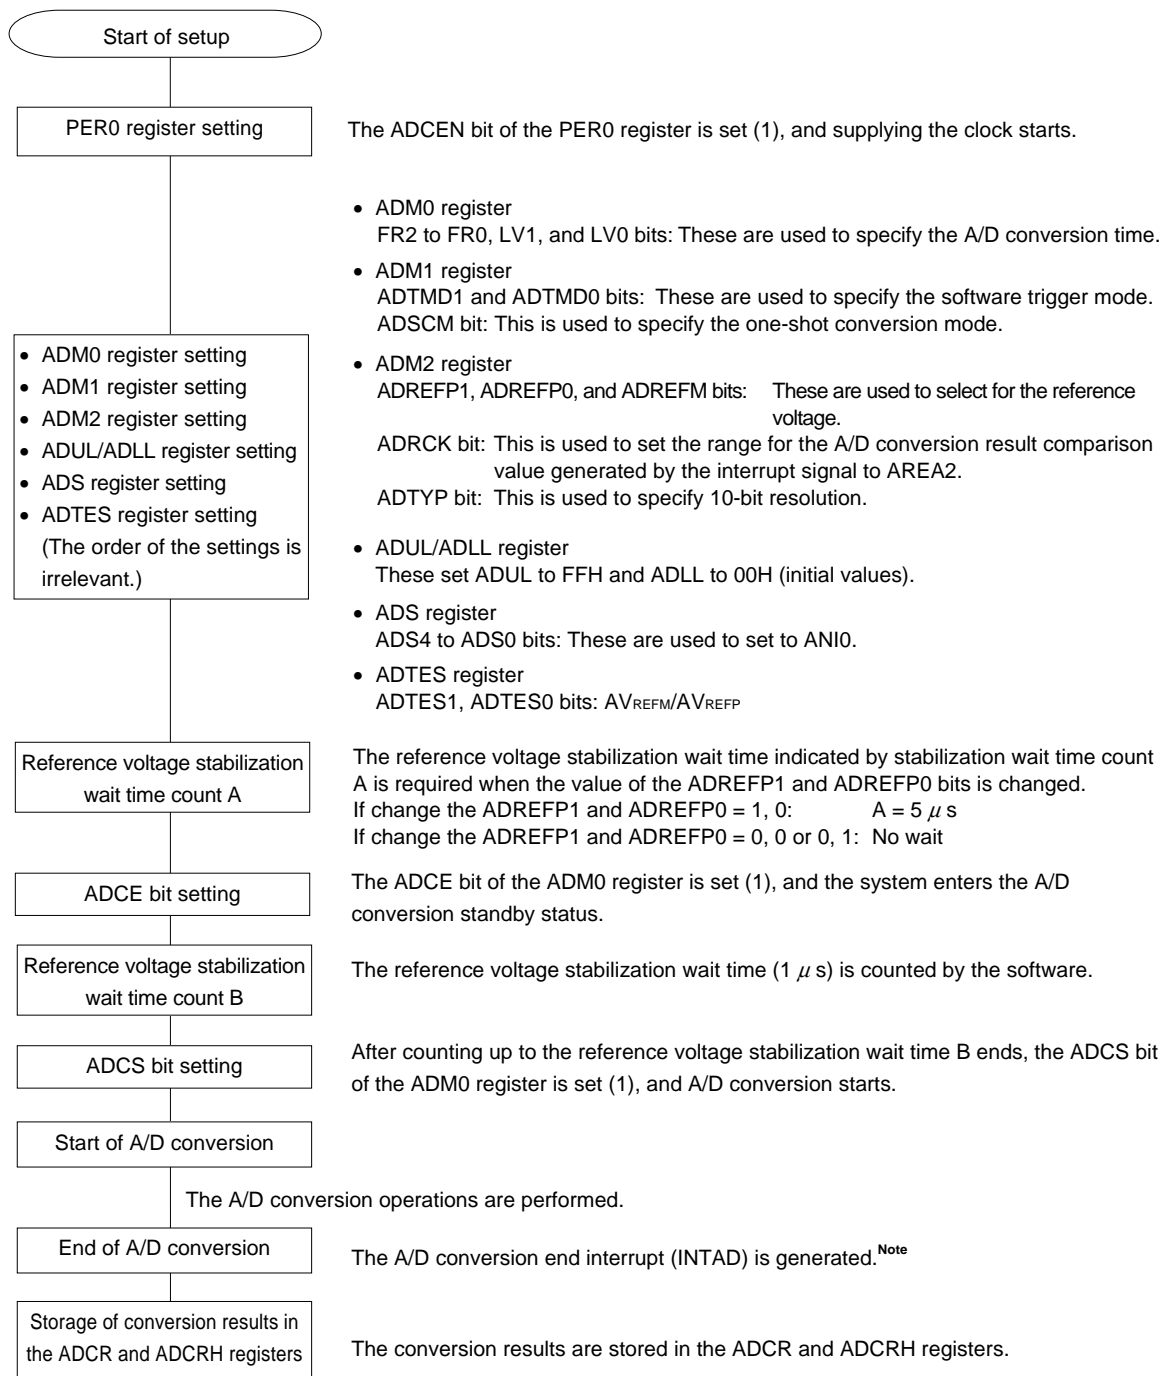 Start of setup
PER0 register setting
The ADCEN bit of the PER0 register is set (1), and supplying the clock starts.
• ADM0 register
FR2 to FR0, LV1, and LV0 bits: These are used to specify the A/D conversion time.
• ADM1 register
ADTMD1 and ADTMD0 bits: These are used to specify the software trigger mode.
ADSCM bit: This is used to specify the one-shot conversion mode.
• ADM0 register setting
• ADM1 register setting
• ADM2 register setting
• ADUL/ADLL register setting
• ADS register setting
• ADTES register setting
(The order of the settings is
irrelevant.)
• ADM2 register
ADREFP1, ADREFP0, and ADREFM bits: These are used to select for the reference
voltage.
ADRCK bit: This is used to set the range for the A/D conversion result comparison
value generated by the interrupt signal to AREA2.
ADTYP bit: This is used to specify 10-bit resolution.
• ADUL/ADLL register
These set ADUL to FFH and ADLL to 00H (initial values).
• ADS register
ADS4 to ADS0 bits: These are used to set to ANI0.
• ADTES register
ADTES1, ADTES0 bits: AVREFM/AVREFP
Reference voltage stabilization
wait time count A
The reference voltage stabilization wait time indicated by stabilization wait time count
A is required when the value of the ADREFP1 and ADREFP0 bits is changed.
If change the ADREFP1 and ADREFP0 = 1, 0: A = 5 μ s
If change the ADREFP1 and ADREFP0 = 0, 0 or 0, 1: No wait
ADCE bit setting
The ADCE bit of the ADM0 register is set (1), and the system enters the A/D
conversion standby status.
Reference voltage stabilization
wait time count B
The reference voltage stabilization wait time (1 μ s) is counted by the software.
ADCS bit setting
After counting up to the reference voltage stabilization wait time B ends, the ADCS bit
of the ADM0 register is set (1), and A/D conversion starts.
Start of A/D conversion
The A/D conversion operations are performed.
End of A/D conversion
The A/D conversion end interrupt (INTAD) is generated.Note
Storage of conversion results in
the ADCR and ADCRH registers
The conversion results are stored in the ADCR and ADCRH registers.